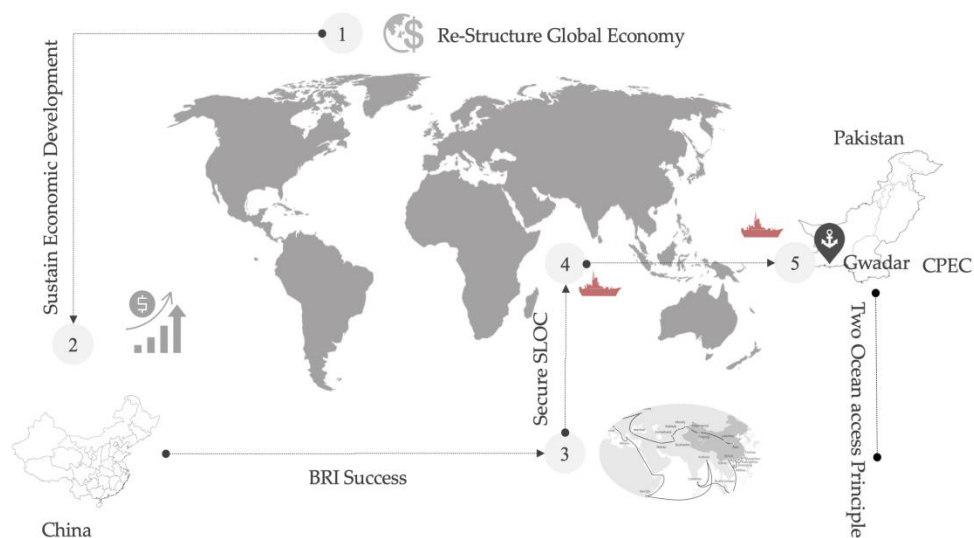 1
Re-Structure Global Economy
Sustain Economic Development
Pakistan
4
5
Gwadar
CPEC
2
$
Secure SLOC
Two Ocean access Principle
3
BRI Success
China